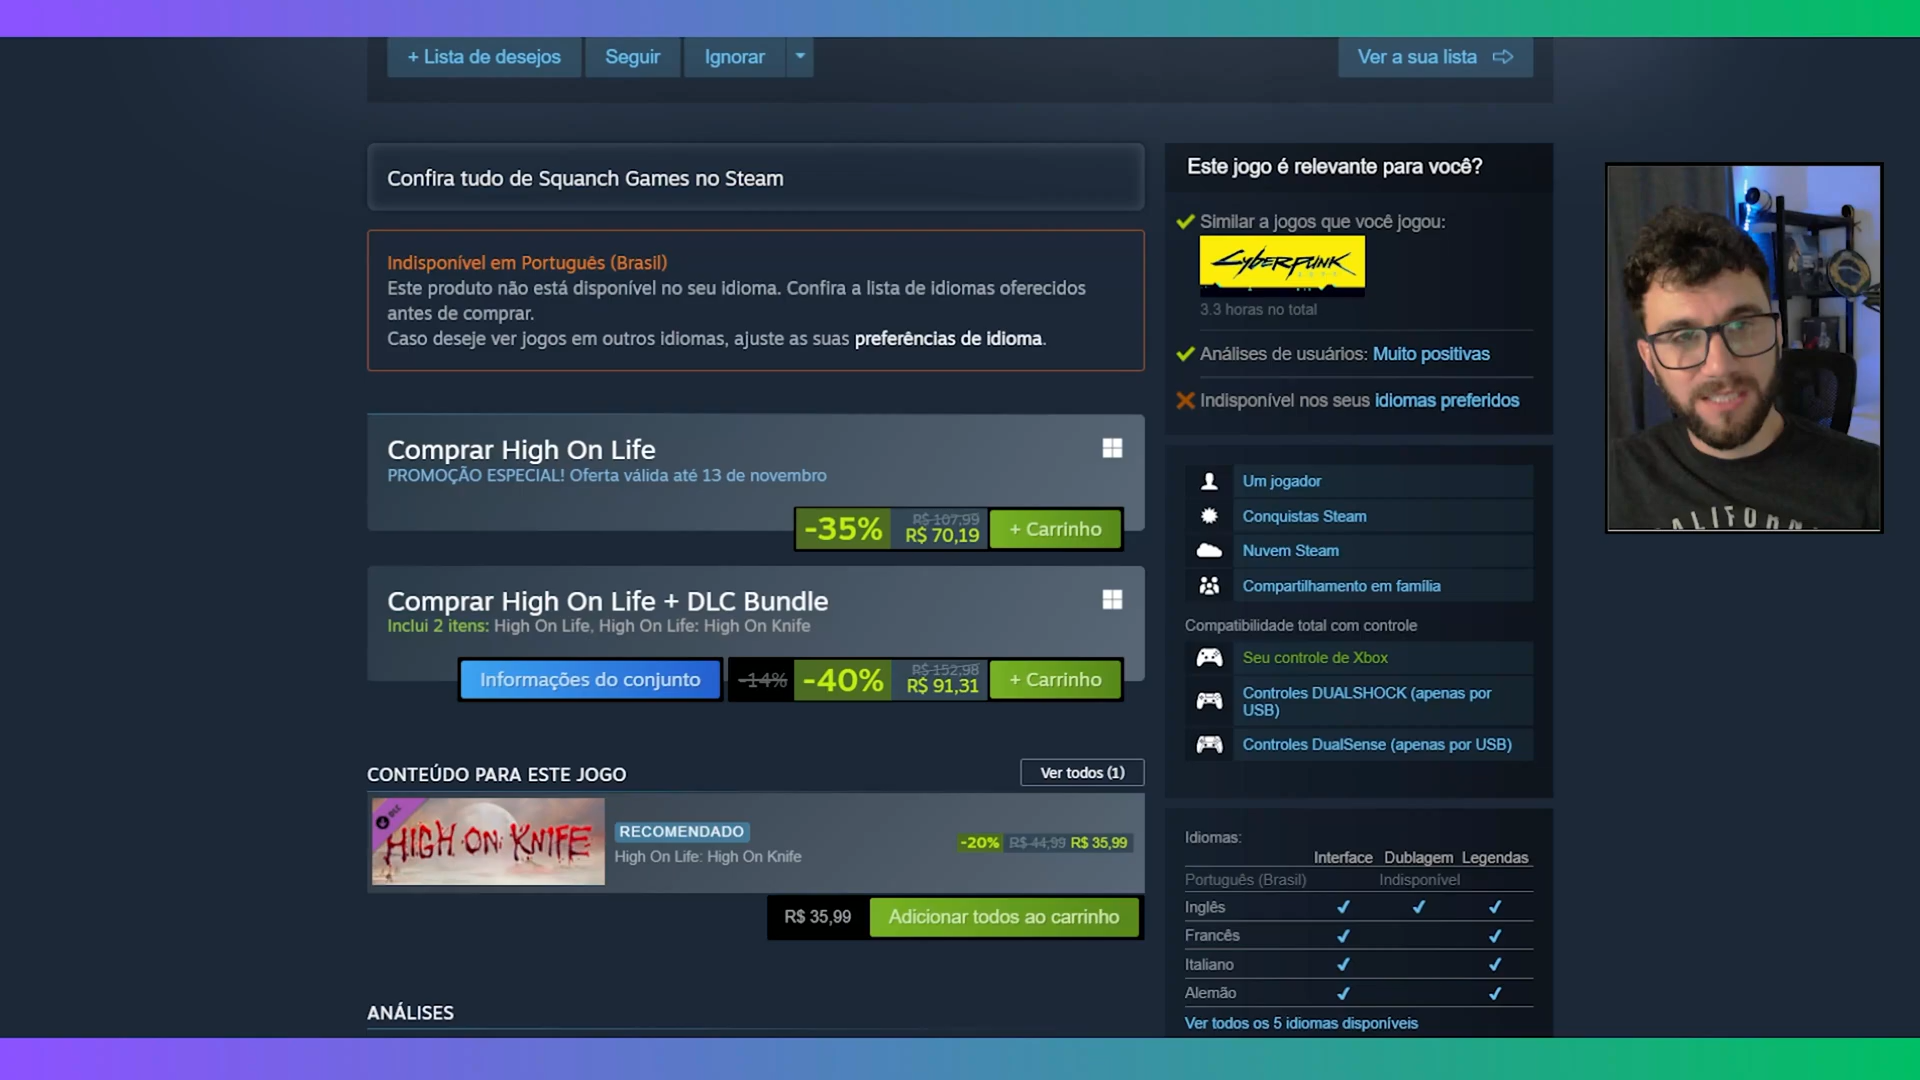 + Lista de desejos
Seguir
Ignorar
Ver a sua lista
Confira tudo de Squanch Games no Steam
Indisponível em Português (Brasil)
Este produto não está disponível no seu idioma. Confira a lista de idiomas oferecidos
antes de comprar.
Caso deseje ver jogos em outros idiomas, ajuste as suas preferências de idioma.
Comprar High On Life
PROMOÇÃO ESPECIAL! Oferta válida até 13 de novembro
-35%
R$ 107,99
R$ 70,19
+ Carrinho
Comprar High On Life + DLC Bundle
Inclui 2 itens: High On Life, High On Life: High On Knife
Informações do conjunto
-14%
-40%
R$ 152,98
R$ 91,31
+ Carrinho
CONTEÚDO PARA ESTE JOGO
Ver todos (1)
DLC
HIGH ON KNIFE
RECOMENDADO
High On Life: High On Knife
-20% R$ 44,99 R$ 35,99
R$ 35,99
Adicionar todos ao carrinho
ANÁLISES
Este jogo é relevante para você?
Similar a jogos que você jogou:
Cyberpunk
3.3 horas no total
Análises de usuários: Muito positivas
Indisponível nos seus idiomas preferidos
Um jogador
Conquistas Steam
Nuvem Steam
Compartilhamento em família
Compatibilidade total com controle
Seu controle de Xbox
Controles DUALSHOCK (apenas por
USB)
Controles DualSense (apenas por USB)
Idiomas:
Interface Dublagem Legendas
Português (Brasil) Indisponível
Inglês ✔ ✔ ✔
Francês ✔ ✔
Italiano ✔ ✔
Alemão ✔ ✔
Ver todos os 5 idiomas disponíveis